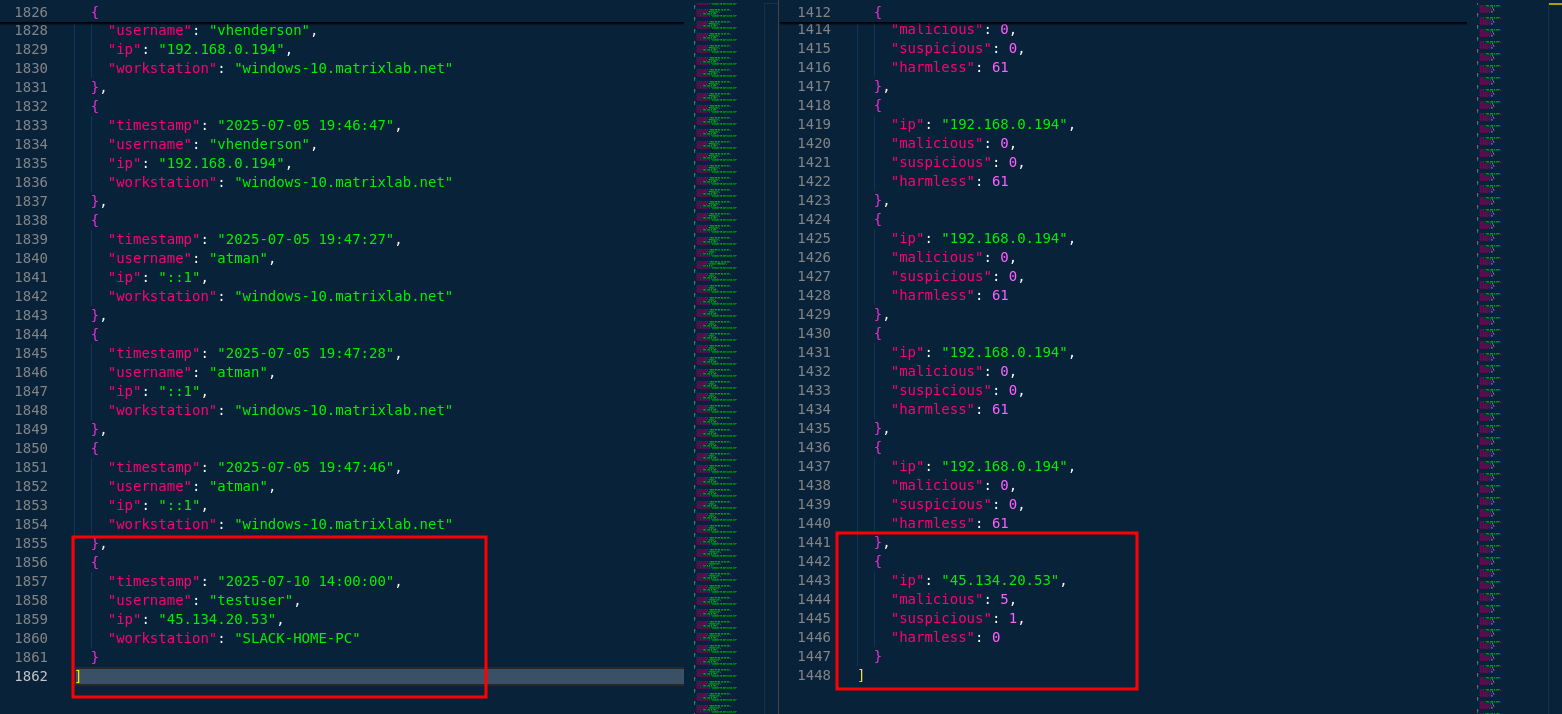 1826 {
1828 "username": "vhenderson",
1829 "ip": "192.168.0.194",
1830 "workstation": "windows-10.matrixlab.net"
1831 },
1832 {
1833 "timestamp": "2025-07-05 19:46:47",
1834 "username": "vhenderson",
1835 "ip": "192.168.0.194",
1836 "workstation": "windows-10.matrixlab.net"
1837 },
1838 {
1839 "timestamp": "2025-07-05 19:47:27",
1840 "username": "atman",
1841 "ip": "::1",
1842 "workstation": "windows-10.matrixlab.net"
1843 },
1844 {
1845 "timestamp": "2025-07-05 19:47:28",
1846 "username": "atman",
1847 "ip": "::1",
1848 "workstation": "windows-10.matrixlab.net"
1849 },
1850 {
1851 "timestamp": "2025-07-05 19:47:46",
1852 "username": "atman",
1853 "ip": "::1",
1854 "workstation": "windows-10.matrixlab.net"
1855 },
1856 {
1857 "timestamp": "2025-07-10 14:00:00",
1858 "username": "testuser",
1859 "ip": "45.134.20.53",
1860 "workstation": "SLACK-HOME-PC"
1861 }
1862 ]
1412 {
1414 "malicious": 0,
1415 "suspicious": 0,
1416 "harmless": 61
1417 },
1418 {
1419 "ip": "192.168.0.194",
1420 "malicious": 0,
1421 "suspicious": 0,
1422 "harmless": 61
1423 },
1424 {
1425 "ip": "192.168.0.194",
1426 "malicious": 0,
1427 "suspicious": 0,
1428 "harmless": 61
1429 },
1430 {
1431 "ip": "192.168.0.194",
1432 "malicious": 0,
1433 "suspicious": 0,
1434 "harmless": 61
1435 },
1436 {
1437 "ip": "192.168.0.194",
1438 "malicious": 0,
1439 "suspicious": 0,
1440 "harmless": 61
1441 },
1442 {
1443 "ip": "45.134.20.53",
1444 "malicious": 5,
1445 "suspicious": 1,
1446 "harmless": 0
1447 }
1448 ]